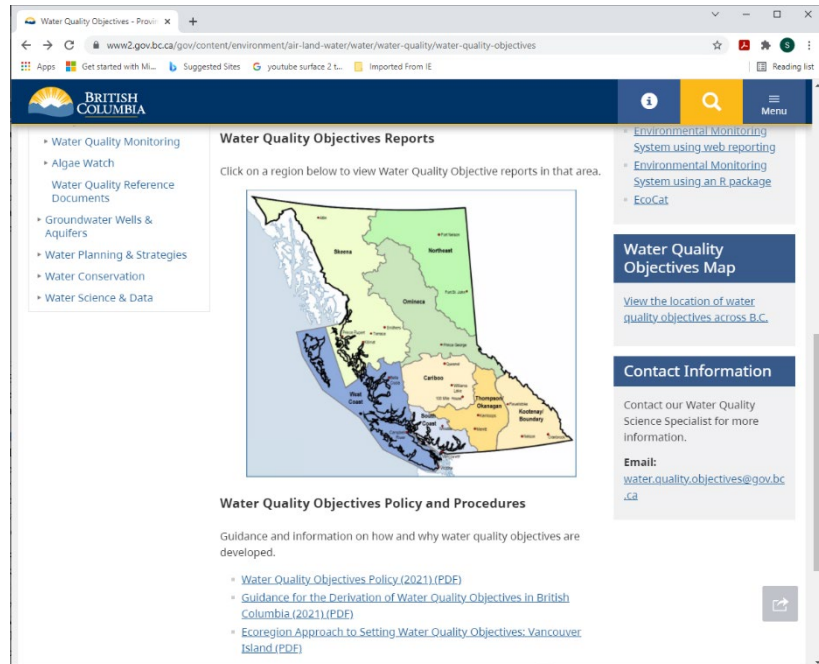 Water Quality Objectives - Provin
www2.gov.bc.ca/gov/content/environment/air-land-water/water/water-quality/water-quality-objectives
S
Apps
Get started with Mi...
Suggested Sites
youtube surface 2 t...
Imported From IE
Reading list
BRITISH
COLUMBIA
Menu
Water Quality Monitoring
Algae Watch
Water Quality Reference
Documents
Groundwater Wells &
Aquifers
Water Planning & Strategies
Water Conservation
Water Science & Data
Water Quality Objectives Reports
Click on a region below to view Water Quality Objective reports in that area.
Skeena
Northeast
Fort Nelson
Omineca
Prince George
Cariboo
Williams
Lake
West
Coast
South
Coast
Thompson/
Okanagan
Kootenay/
Boundary
Water Quality Objectives Policy and Procedures
Guidance and information on how and why water quality objectives are
developed.
Water Quality Objectives Policy (2021) (PDF)
Guidance for the Derivation of Water Quality Objectives in British
Columbia (2021) (PDF)
Ecoregion Approach to Setting Water Quality Objectives: Vancouver
Island (PDF)
Environmental Monitoring
System using web reporting
Environmental Monitoring
System using an R package
EcoCat
Water Quality
Objectives Map
View the location of water
quality objectives across B.C.
Contact Information
Contact our Water Quality
Science Specialist for more
information.
Email:
water.quality.objectives@gov.bc
.ca